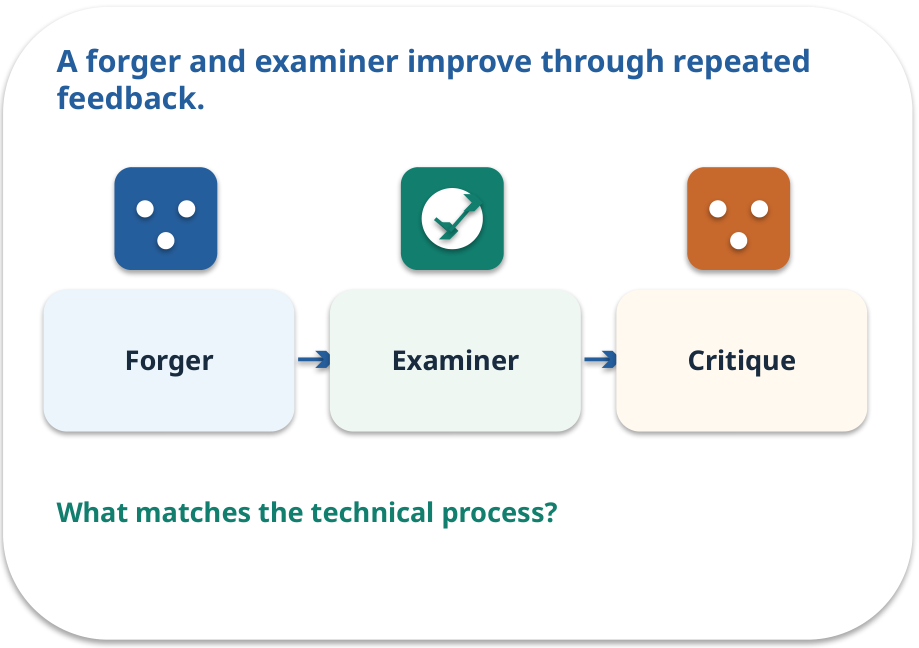 A forger and examiner improve through repeated
feedback.
Forger
Examiner
Critique
What matches the technical process?